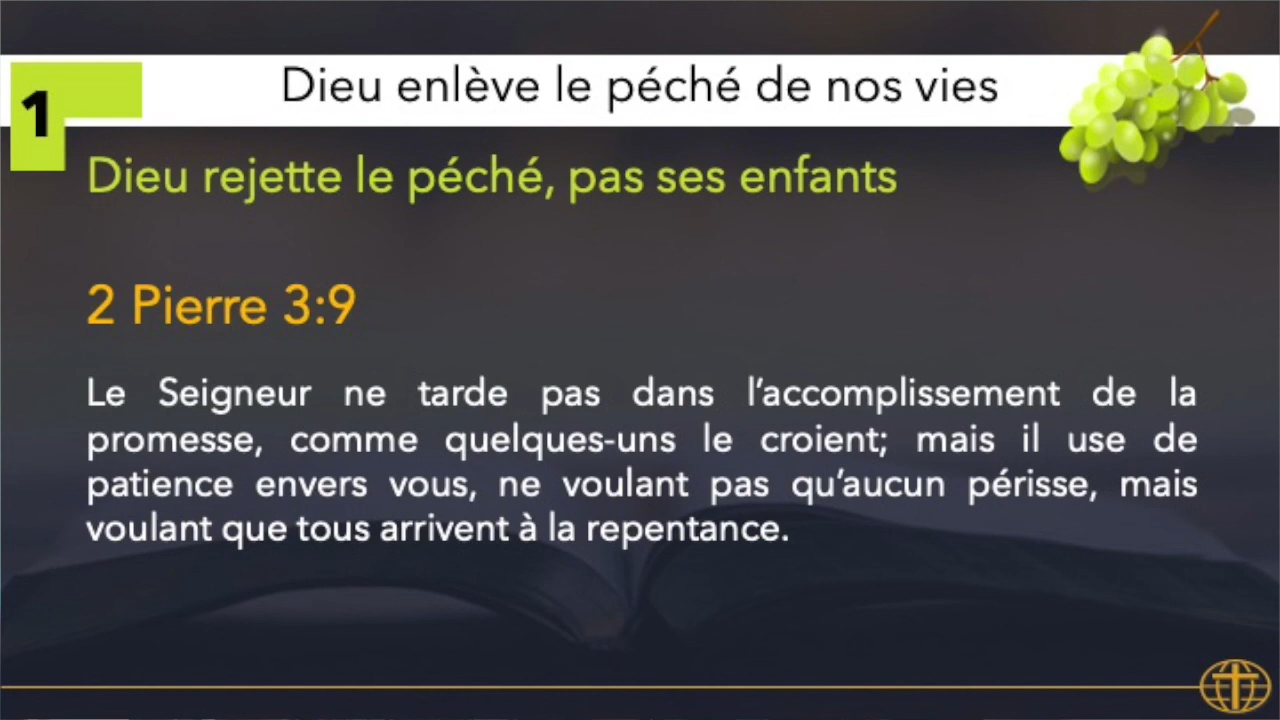 1
Dieu enlève le péché de nos vies
Dieu rejette le péché, pas ses enfants
2 Pierre 3:9
Le Seigneur ne tarde pas dans l’accomplissement de la
promesse, comme quelques-uns le croient; mais il use de
patience envers vous, ne voulant pas qu’aucun périsse, mais
voulant que tous arrivent à la repentance.